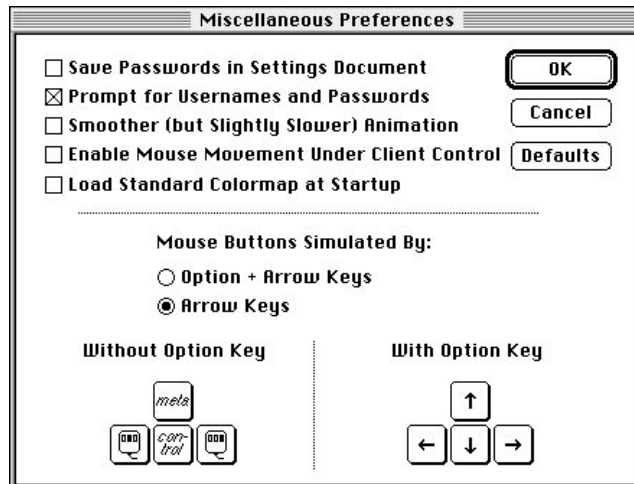 Miscellaneous Preferences
Save Passwords in Settings Document
Prompt for Usernames and Passwords
Smoother (but Slightly Slower) Animation
Enable Mouse Movement Under Client Control
Load Standard Colormap at Startup
OK
Cancel
Defaults
Mouse Buttons Simulated By:
Option + Arrow Keys
Arrow Keys
Without Option Key
meta
con-
trol
With Option Key
↑
← ↓ →